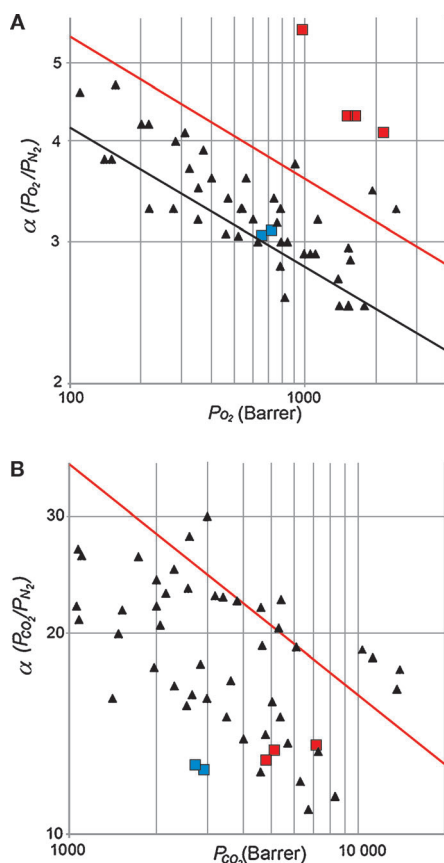 A
α (PO2/PN2)
5
4
3
2
100
1000
PO2 (Barrer)
B
α (PCO2/PN2)
30
20
10
1000
10 000
PCO2 (Barrer)